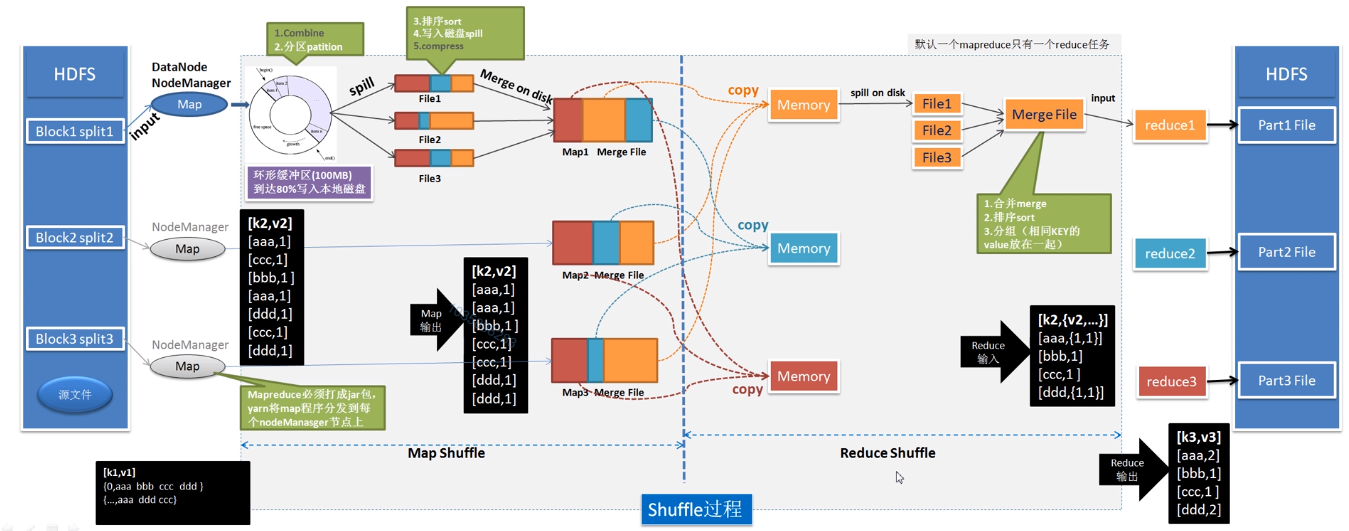 1.Combine
2.分区patition
3.排序sort
4.写入磁盘spill
5.compress
默认一个mapreduce只有一个reduce任务
HDFS
DataNode
NodeManager
Map
Block1 split1
input
spill
File1
File2
File3
Merge on disk
Map1 Merge File
环形缓冲区(100MB)
到达80%写入本地磁盘
copy
Memory
spill on disk
File1
File2
File3
Merge File
input
reduce1
HDFS
Part1 File
1.合并merge
2.排序sort
3.分组（相同KEY的
value放在一起）
Block2 split2
NodeManager
Map
[k2,v2]
[aaa,1]
[ccc,1]
[bbb,1 ]
[aaa,1]
[ddd,1]
[ccc,1]
[ddd,1]
Map2 Merge File
copy
Memory
reduce2
Part2 File
Map
输出
[k2,v2]
[aaa,1]
[aaa,1]
[bbb,1 ]
[ccc,1]
[ccc,1]
[ddd,1]
[ddd,1]
Block3 split3
NodeManager
Map
Map3 Merge File
copy
Memory
Reduce
输入
[k2,{v2,...}]
[aaa,{1,1}]
[bbb,1]
[ccc,1 ]
[ddd,{1,1}]
reduce3
Part3 File
源文件
Mapreduce必须打成jar包，
yarn将map程序分发到每
个nodeManasger节点上
Map Shuffle
Reduce Shuffle
[k1,v1]
{0,aaa bbb ccc ddd }
{...,aaa ddd ccc}
Reduce
输出
[k3,v3]
[aaa,2]
[bbb,1]
[ccc,1 ]
[ddd,2]
Shuffle过程